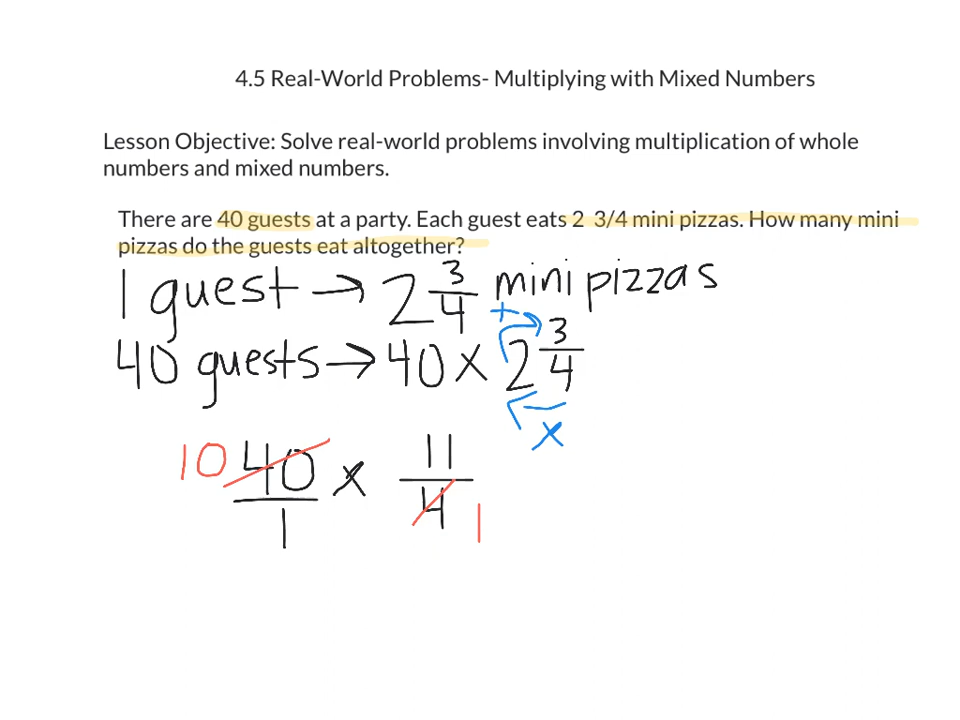 4.5 Real-World Problems- Multiplying with Mixed Numbers
Lesson Objective: Solve real-world problems involving multiplication of whole
numbers and mixed numbers.
There are 40 guests at a party. Each guest eats 2 3/4 mini pizzas. How many mini
pizzas do the guests eat altogether?
1 guest → 2 3/4 mini pizzas
+
40 guests → 40 × 2 3/4
×
10 40/1 × 11/4 1